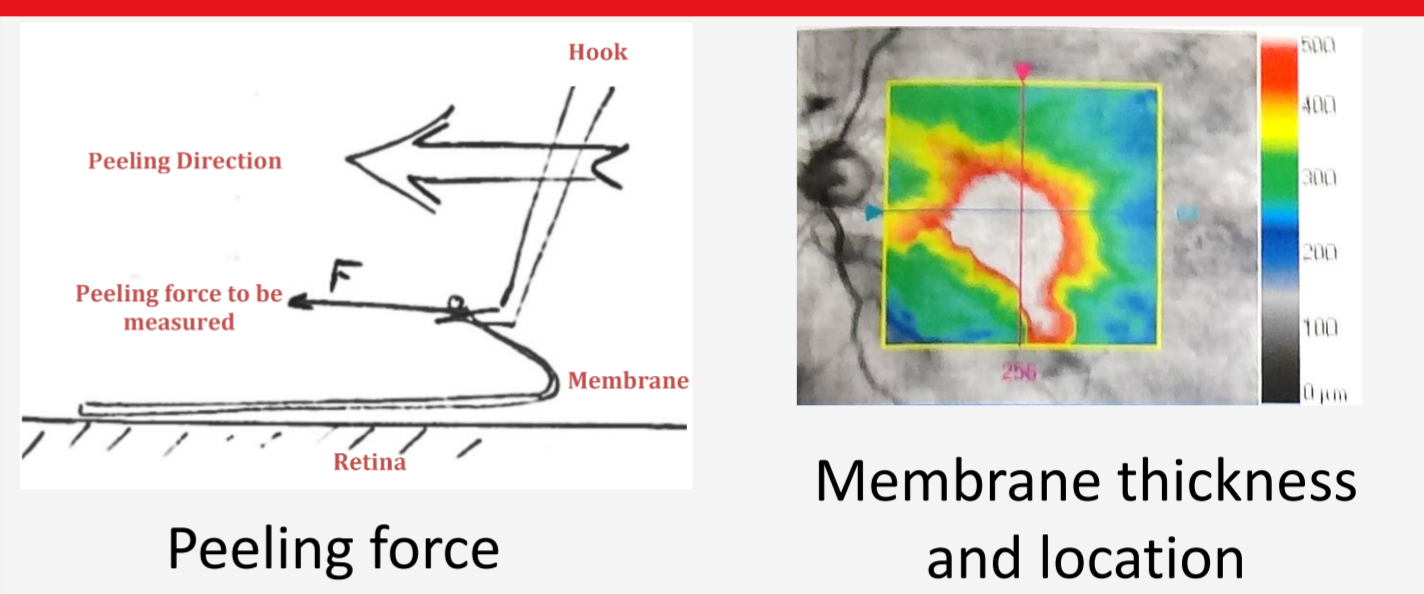 Hook
Peeling Direction
F
Peeling force to be
measured
Membrane
Retina
Peeling force
500
400
300
200
100
0 µm
256
Membrane thickness
and location